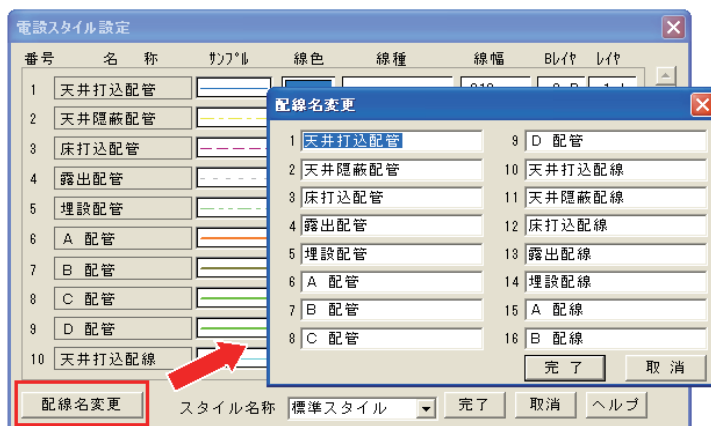 電設スタイル設定
番号 名 称 サンプル 線色 線種 線幅 Bレイヤ レイヤ
1 天井打込配管
2 天井隠蔽配管
3 床打込配管
4 露出配管
5 埋設配管
6 A 配管
7 B 配管
8 C 配管
9 D 配管
10 天井打込配線
配線名変更 スタイル名称 標準スタイル 完了 取消 ヘルプ
配線名変更
1 天井打込配管
2 天井隠蔽配管
3 床打込配管
4 露出配管
5 埋設配管
6 A 配管
7 B 配管
8 C 配管
9 D 配管
10 天井打込配線
11 天井隠蔽配線
12 床打込配線
13 露出配線
14 埋設配線
15 A 配線
16 B 配線
完 了 取 消